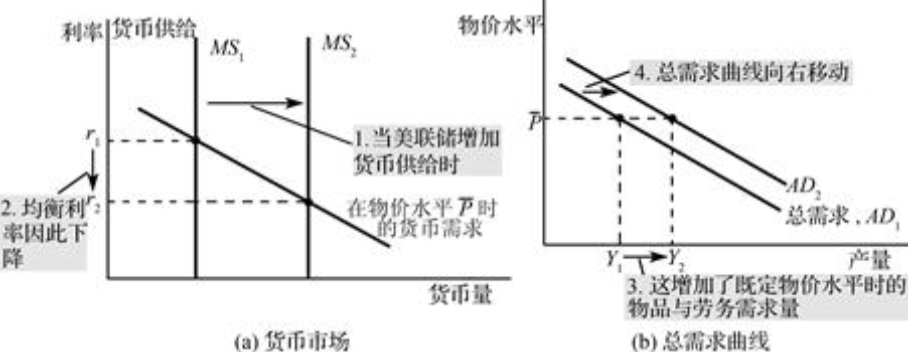 利率
货币供给
MS₁
MS₂
1.当美联储增加
货币供给时
r₁
r₂
2. 均衡利
率因此下
降
在物价水平 P̄ 时
的货币需求
货币量
(a) 货币市场
物价水平
4. 总需求曲线向右移动
P̄
AD₂
总需求, AD₁
Y₁
Y₂
产量
3. 这增加了既定物价水平时的
物品与劳务需求量
(b) 总需求曲线